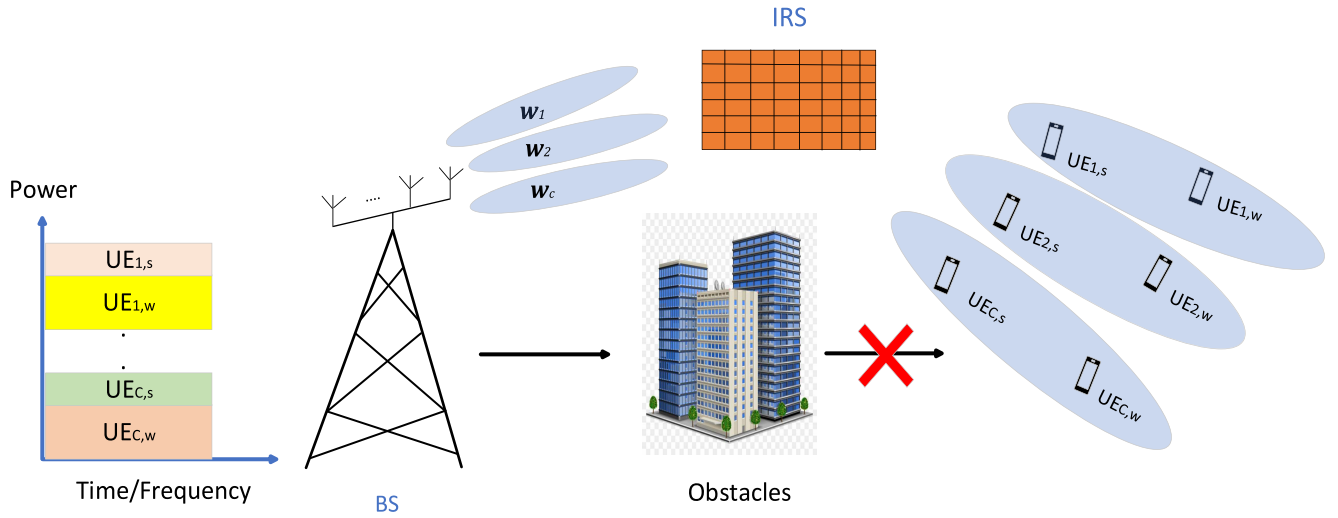 IRS
w1
w2
wc
....
Power
UE1,s
UE1,w
.
.
UEC,s
UEC,w
Time/Frequency
BS
Obstacles
UE1,s
UE1,w
UE2,s
UE2,w
UEC,s
UEC,w